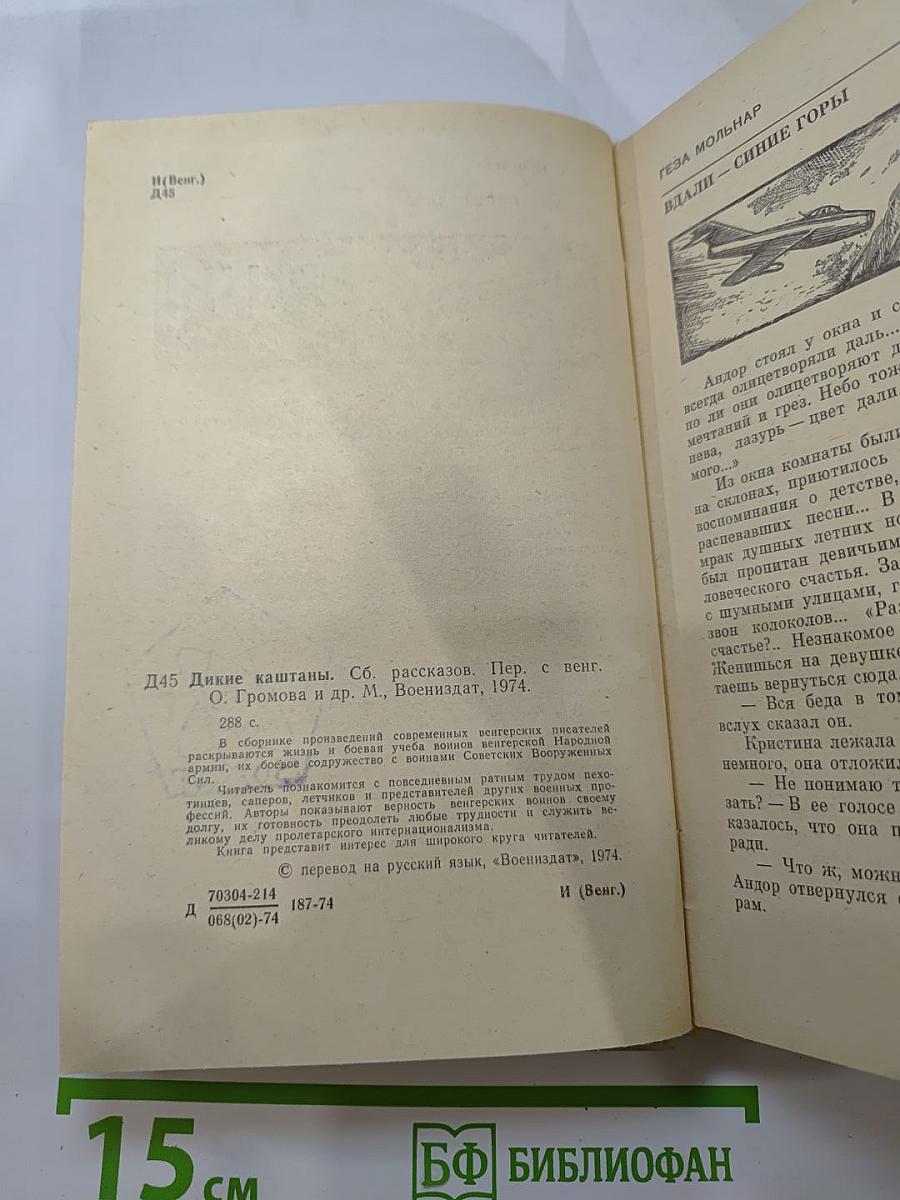 И(Венг.)
Д45
Д45 Дикие каштаны. Сб. рассказов. Пер. с венг.
О. Громова и др. М., Воениздат, 1974.
288 с.
В сборнике произведений современных венгерских писателей
раскрываются жизнь и боевая учеба воинов венгерской Народной
армии, их боевое содружество с воинами Советских Вооруженных
Сил.
Читатель познакомится с повседневным ратным трудом пехо-
тинцев, саперов, летчиков и представителей других военных про-
фессий. Авторы показывают верность венгерских воинов своему
долгу, их готовность преодолеть любые трудности и служить ве-
ликому делу пролетарского интернационализма.
Книга представит интерес для широкого круга читателей.
© перевод на русский язык, «Воениздат», 1974.
Д 70304-214
068(02)-74 187-74 И (Венг.)
ГЕЗА МОЛЬНАР
ВДАЛИ — СИНИЕ ГОРЫ
Андор стоял у окна и с
всегда олицетворяли даль...
но ли они олицетворяют д
мечтаний и грез. Небо тож
нева, лазурь — цвет дали.
мого...»
Из окна комнаты были
на склонах, приютилось
воспоминания о детстве,
распевавших песни... В
мрак душных летних но
был пропитан девичьим
ловеческого счастья. За
с шумными улицами, г
звон колоколов... «Раз
счастье?.. Незнакомое
Женишься на девушке
таешь вернуться сюда.
— Вся беда в том
вслух сказал он.
Кристина лежала
немного, она отложил
— Не понимаю т
зать? — В ее голосе
казалось, что она п
ради.
— Что ж, можн
Андор отвернулся о
рам.
15 см
БФ БИБЛИОФАН